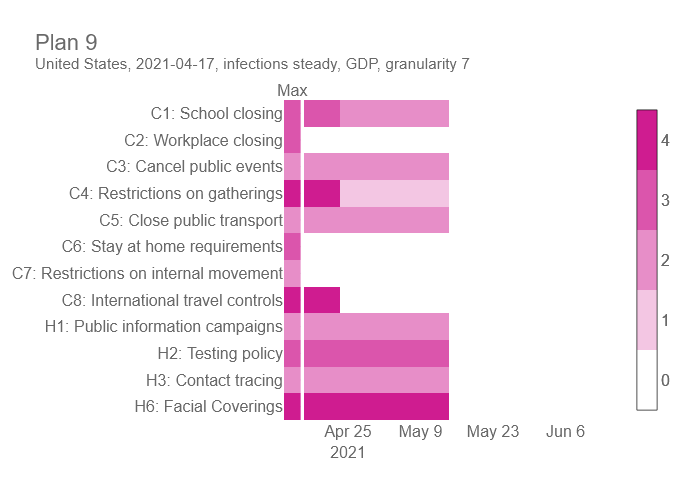 Plan 9
United States, 2021-04-17, infections steady, GDP, granularity 7
Max
C1: School closing
C2: Workplace closing
C3: Cancel public events
C4: Restrictions on gatherings
C5: Close public transport
C6: Stay at home requirements
C7: Restrictions on internal movement
C8: International travel controls
H1: Public information campaigns
H2: Testing policy
H3: Contact tracing
H6: Facial Coverings
Apr 25 May 9 May 23 Jun 6
2021
4
3
2
1
0